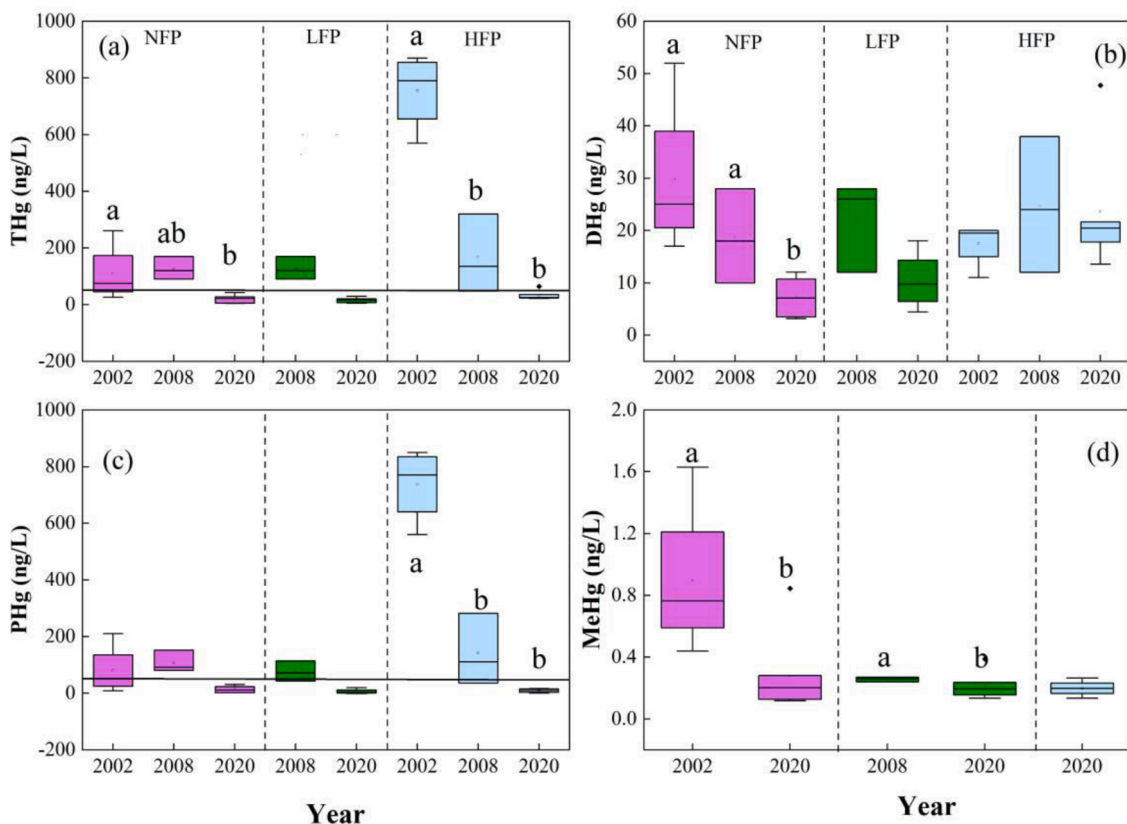 (a) NFP LFP HFP
1000
800
600
400
200
0
-200
THg (ng/L)
a ab b a b b
2002 2008 2020 2008 2020 2002 2008 2020
NFP LFP HFP (b)
60
50
40
30
20
10
0
DHg (ng/L)
a a b
2002 2008 2020 2008 2020 2002 2008 2020
(c)
1000
800
600
400
200
0
-200
PHg (ng/L)
a b b
2002 2008 2020 2008 2020 2002 2008 2020
Year
(d)
2.0
1.6
1.2
0.8
0.4
0.0
MeHg (ng/L)
a b a b
2002 2020 2008 2020 2020
Year